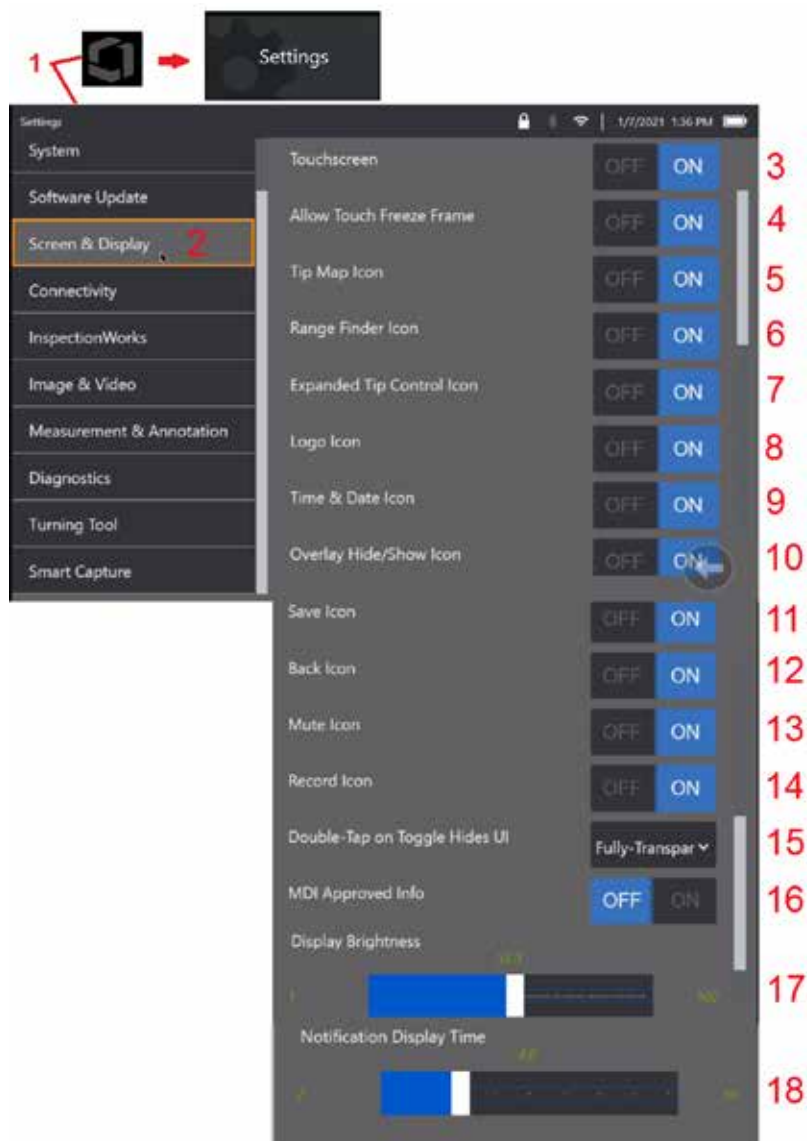 1
Settings
Settings
1/7/2021 1:36 PM
System
Software Update
Screen & Display 2
Connectivity
InspectionWorks
Image & Video
Measurement & Annotation
Diagnostics
Turning Tool
Smart Capture
Touchscreen OFF ON 3
Allow Touch Freeze Frame OFF ON 4
Tip Map Icon OFF ON 5
Range Finder Icon OFF ON 6
Expanded Tip Control Icon OFF ON 7
Logo Icon OFF ON 8
Time & Date Icon OFF ON 9
Overlay Hide/Show Icon OFF ON 10
Save Icon OFF ON 11
Back Icon OFF ON 12
Mute Icon OFF ON 13
Record Icon OFF ON 14
Double-Tap on Toggle Hides UI Fully-Transpar 15
MDI Approved Info OFF ON 16
Display Brightness
1 100 17
Notification Display Time
2 18